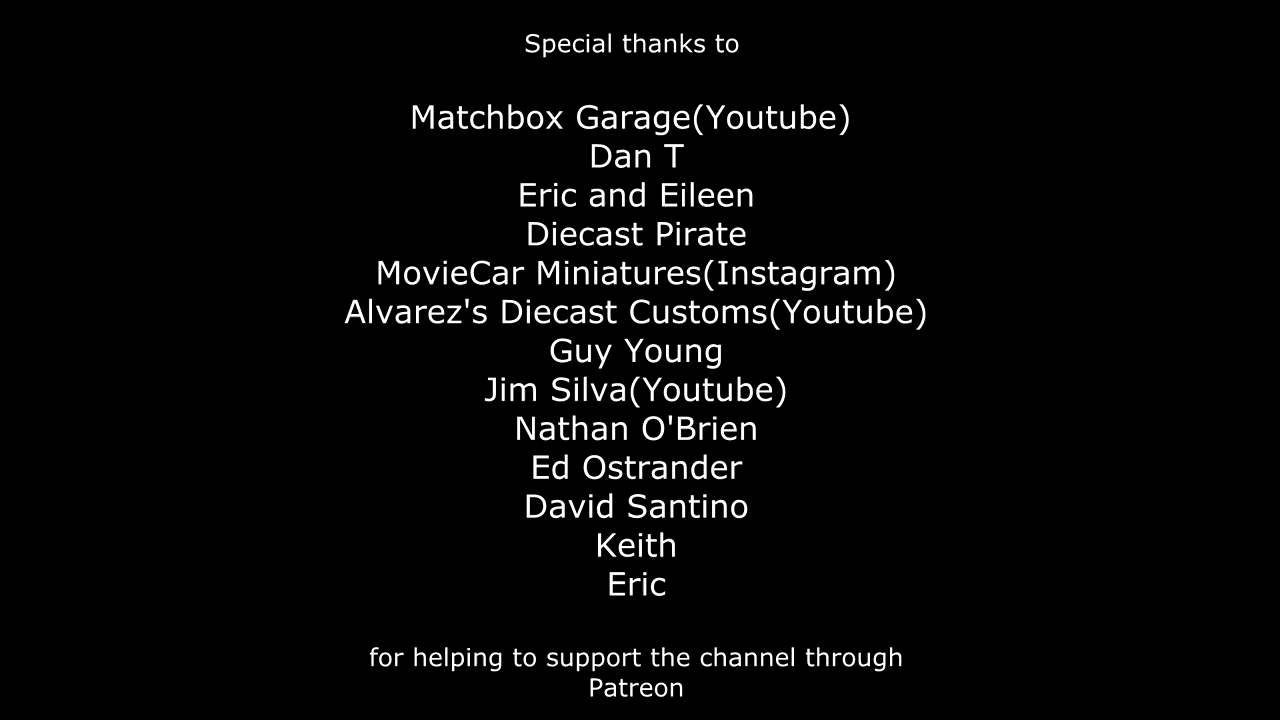 Special thanks to
Matchbox Garage(Youtube)
Dan T
Eric and Eileen
Diecast Pirate
MovieCar Miniatures(Instagram)
Alvarez's Diecast Customs(Youtube)
Guy Young
Jim Silva(Youtube)
Nathan O'Brien
Ed Ostrander
David Santino
Keith
Eric
for helping to support the channel through
Patreon